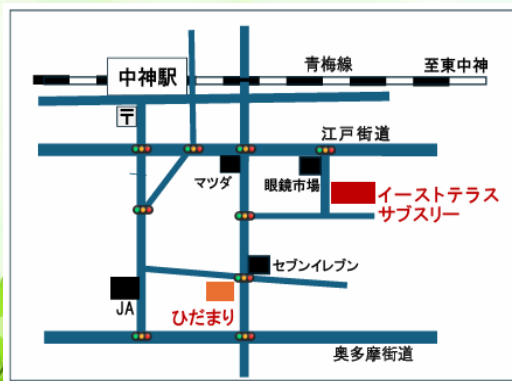 青梅線
至東中神
中神駅
〒
江戸街道
マツダ
眼鏡市場
イーストテラス
サブスリー
セブンイレブン
JA
ひだまり
奥多摩街道